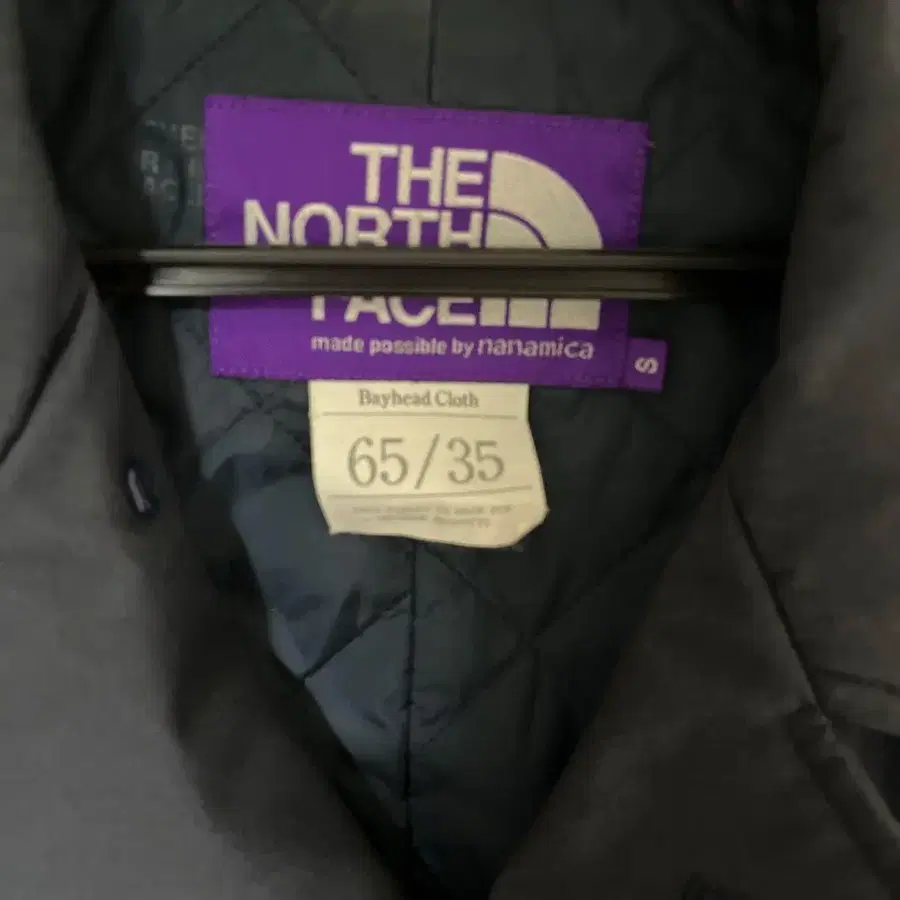 THE
NORTH
FACE
made possible by nanamica
S
Bayhead Cloth
65/35